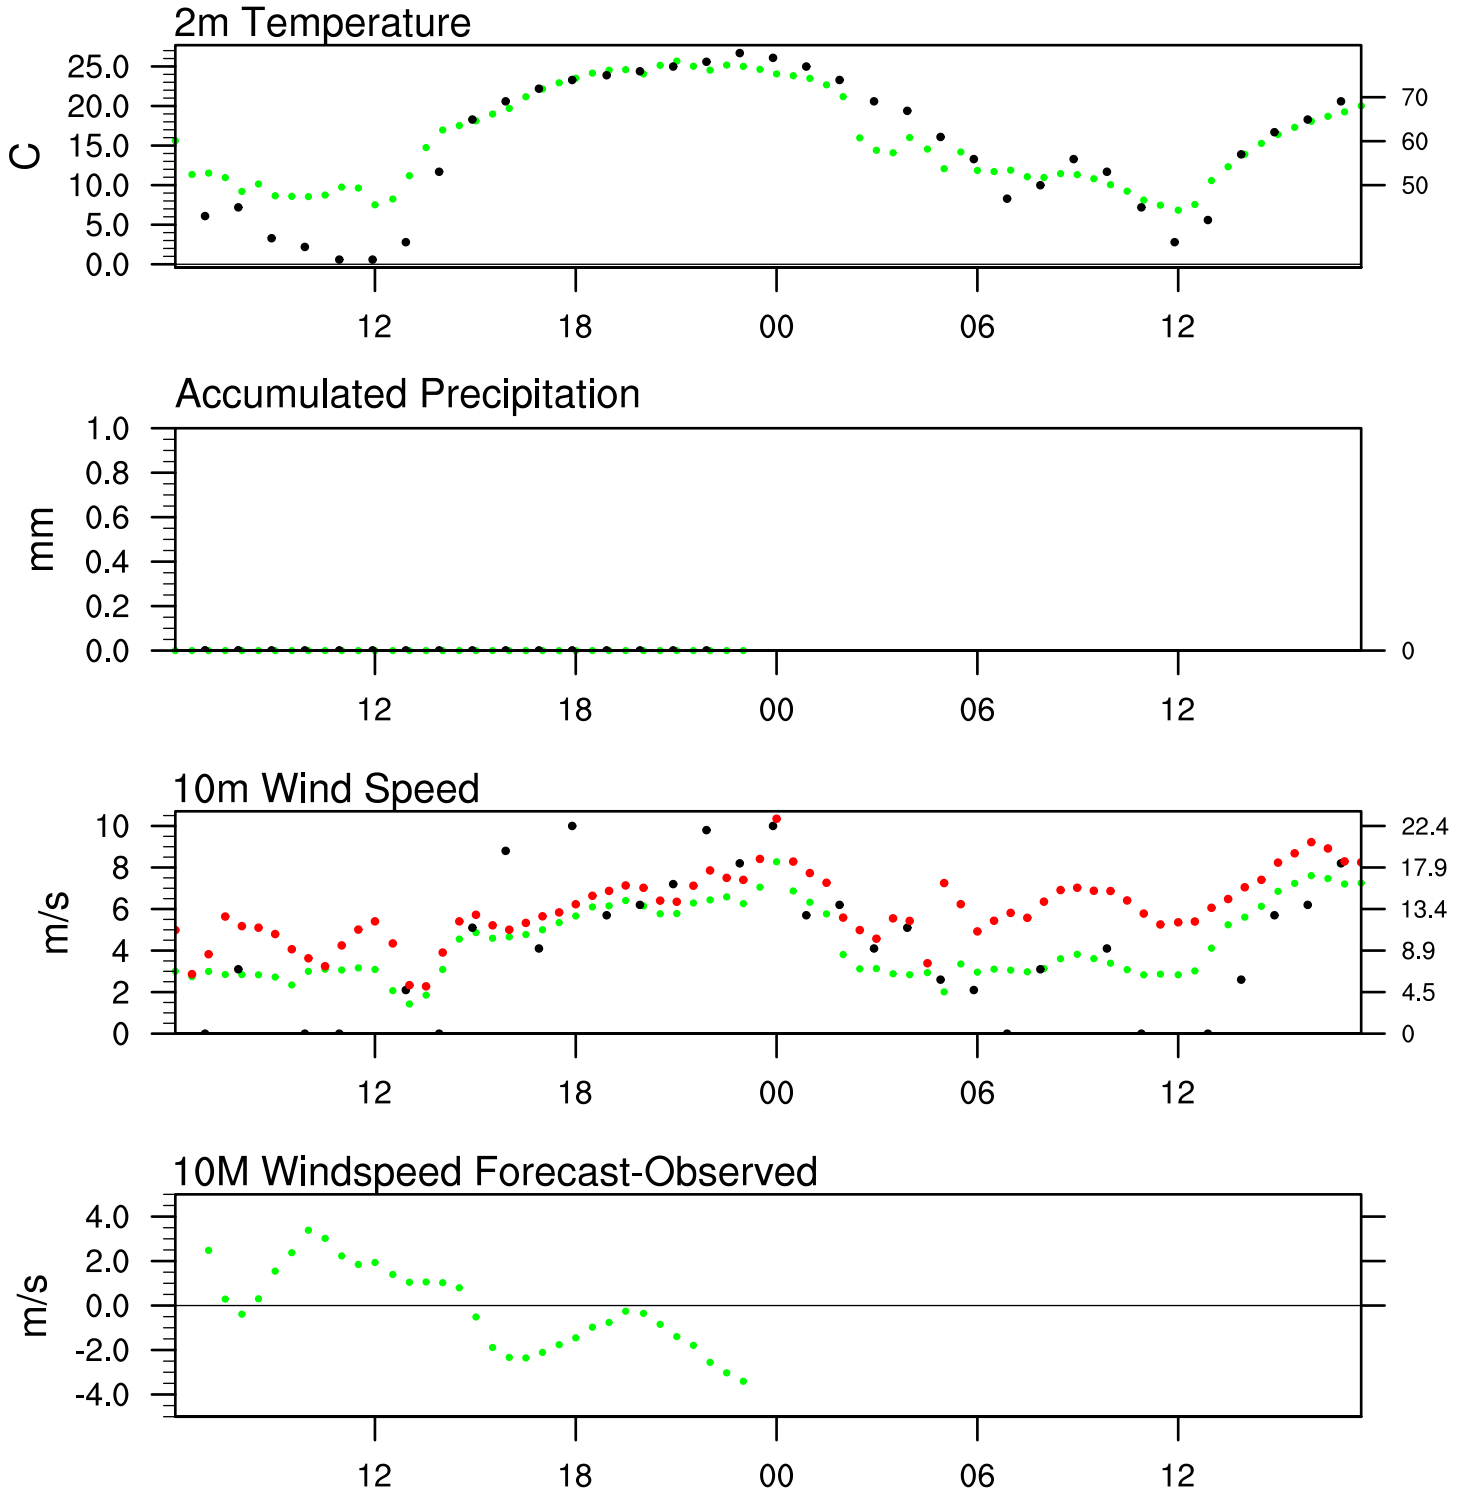 2m Temperature
25.0
20.0
70
15.0
60
C
10.0
50
5.0
0.0
12 18 00 06 12
Accumulated Precipitation
1.0
0.8
0.6
mm
0.4
0.2
0.0 0
12 18 00 06 12
10m Wind Speed
10 22.4
8 17.9
6 13.4
m/s
4 8.9
2 4.5
0 0
12 18 00 06 12
10M Windspeed Forecast-Observed
4.0
2.0
0.0
m/s
-2.0
-4.0
12 18 00 06 12